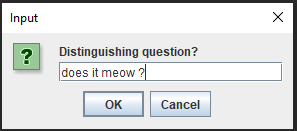 Input
Distinguishing question?
does it meow ?
OK
Cancel